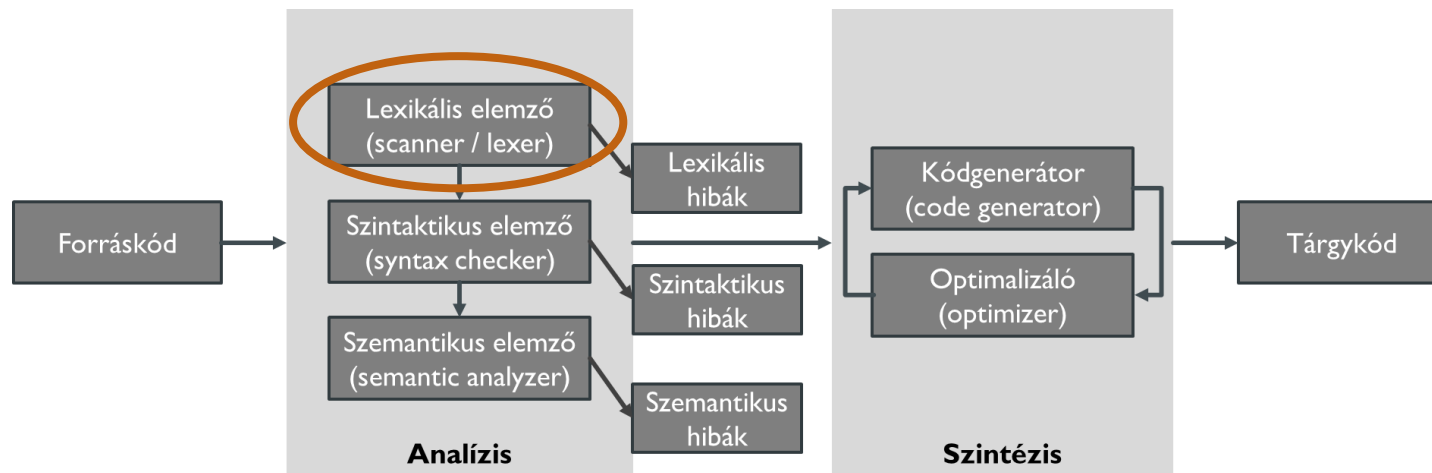 Forráskód
Lexikális elemző
(scanner / lexer)
Szintaktikus elemző
(syntax checker)
Szemantikus elemző
(semantic analyzer)
Analízis
Lexikális
hibák
Szintaktikus
hibák
Szemantikus
hibák
Kódgenerátor
(code generator)
Optimalizáló
(optimizer)
Szintézis
Tárgykód